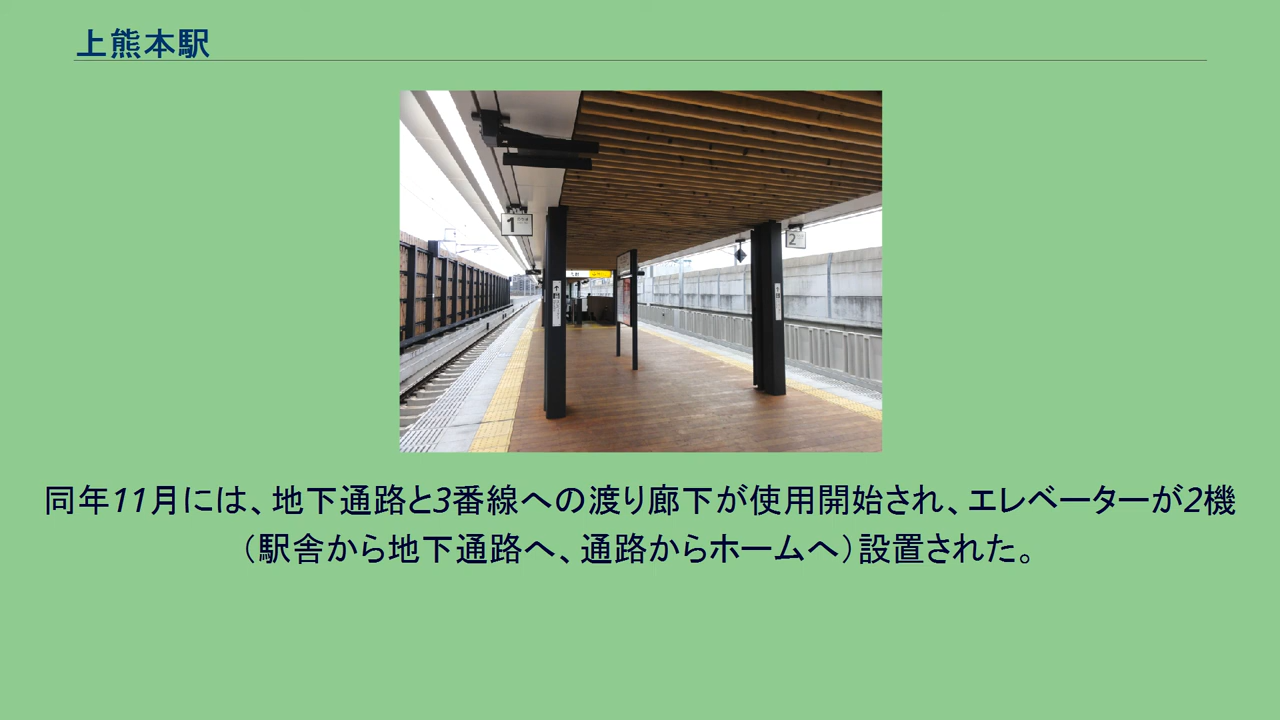 上熊本駅
1
2
同年11月には、地下通路と3番線への渡り廊下が使用開始され、エレベーターが2機
（駅舎から地下通路へ、通路からホームへ）設置された。